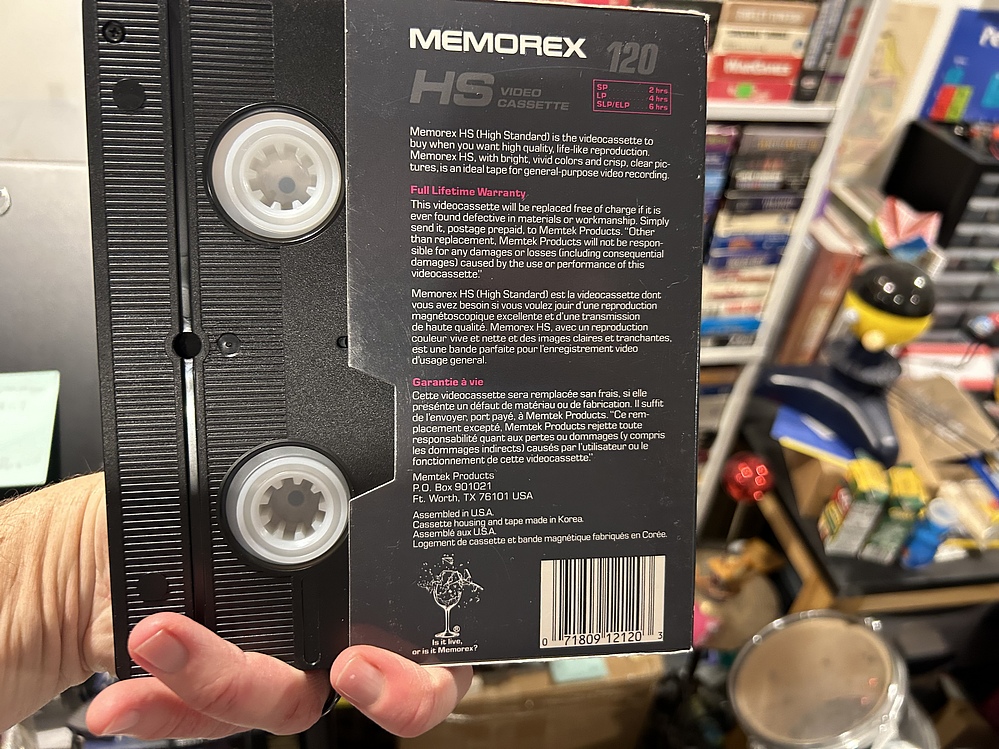 MEMOREX 120
HS VIDEO
CASSETTE
SP 2 hrs
LP 4 hrs
SLP/ELP 6 hrs
Memorex HS (High Standard) is the videocassette to
buy when you want high quality, life-like reproduction.
Memorex HS, with bright, vivid colors and crisp, clear pic-
tures, is an ideal tape for general-purpose video recording.
Full Lifetime Warranty
This videocassette will be replaced free of charge if it is
ever found defective in materials or workmanship. Simply
send it, postage prepaid, to Memtek Products. "Other
than replacement, Memtek Products will not be respon-
sible for any damages or losses (including consequential
damages) caused by the use or performance of this
videocassette."
Memorex HS (High Standard) est la videocassette dont
vous avez besoin si vous voulez jouir d'une reproduction
magnétoscopique excellente et d'une transmission
de haute qualité. Memorex HS, avec un reproduction
couleur vive et nette et des images claires et tranchantes,
est une bande parfaite pour l'enregistrement video
d'usage general.
Garantie à vie
Cette videocassette sera remplacée san frais, si elle
presénte un défaut de matériau ou de fabrication. Il suffit
de l'envoyer, port payé, à Memtek Products. "Ce rem-
placement excepté, Memtek Products rejette toute
responsabilité quant aux pertes ou dommages (y compris
les dommages indirects) causés par l'utilisateur ou le
fonctionnement de cette videocassette."
Memtek Products
P.O. Box 901021
Ft. Worth, TX 76101 USA
Assembled in U.S.A.
Cassette housing and tape made in Korea.
Assemblé aux U.S.A.
Logement de cassette et bande magnétique fabriqués en Corée.
Is it live,
or is it Memorex?
0 71809 12120 3